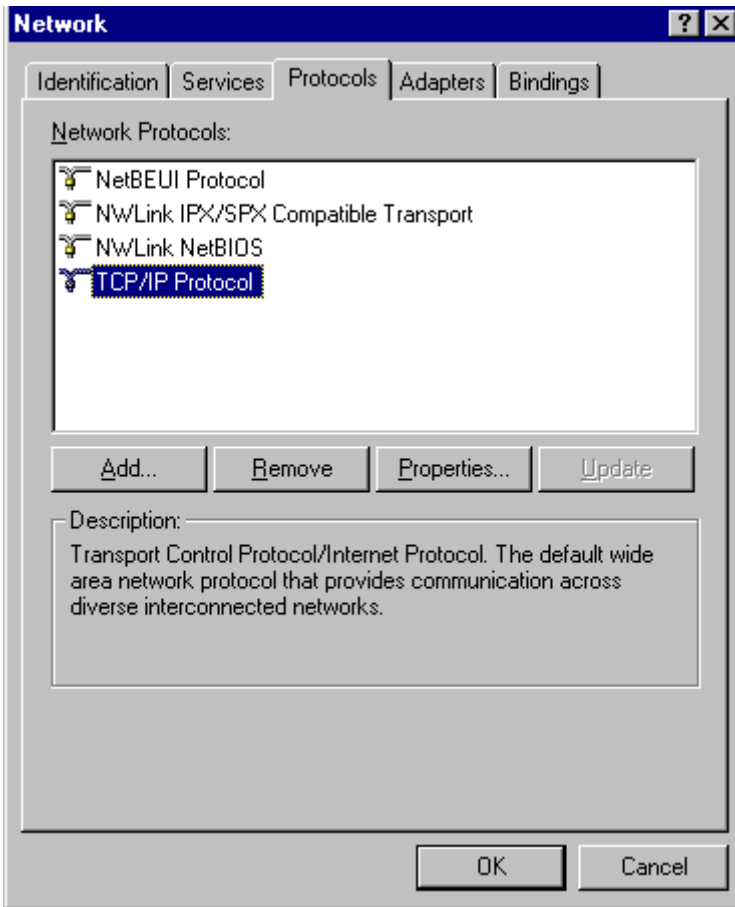 Network
Identification Services Protocols Adapters Bindings
Network Protocols:
NetBEUI Protocol
NWLink IPX/SPX Compatible Transport
NWLink NetBIOS
TCP/IP Protocol
Add... Remove Properties... Update
Description:
Transport Control Protocol/Internet Protocol. The default wide
area network protocol that provides communication across
diverse interconnected networks.
OK Cancel